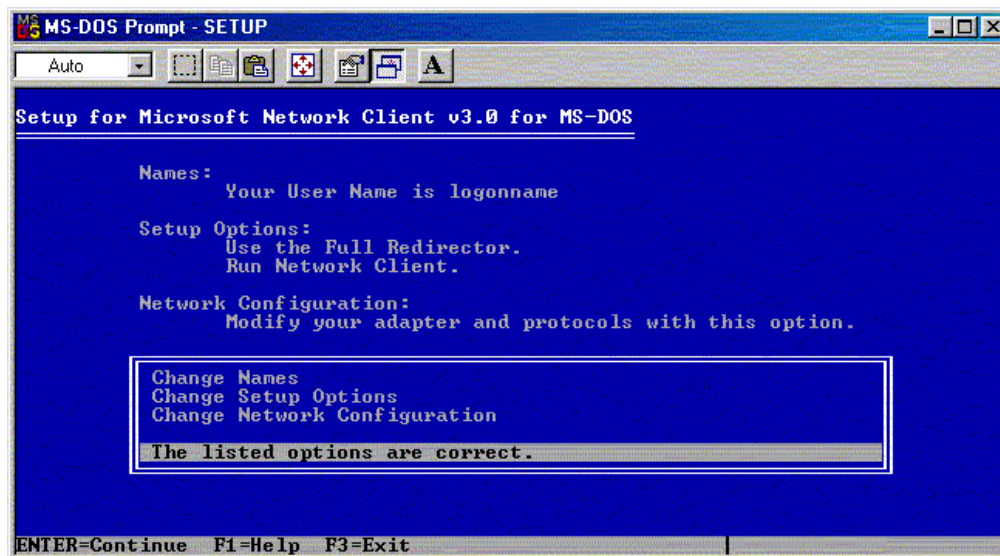 MS-DOS Prompt - SETUP
Auto
A
Setup for Microsoft Network Client v3.0 for MS-DOS
Names:
Your User Name is logonname
Setup Options:
Use the Full Redirector.
Run Network Client.
Network Configuration:
Modify your adapter and protocols with this option.
Change Names
Change Setup Options
Change Network Configuration
The listed options are correct.
ENTER=Continue F1=Help F3=Exit